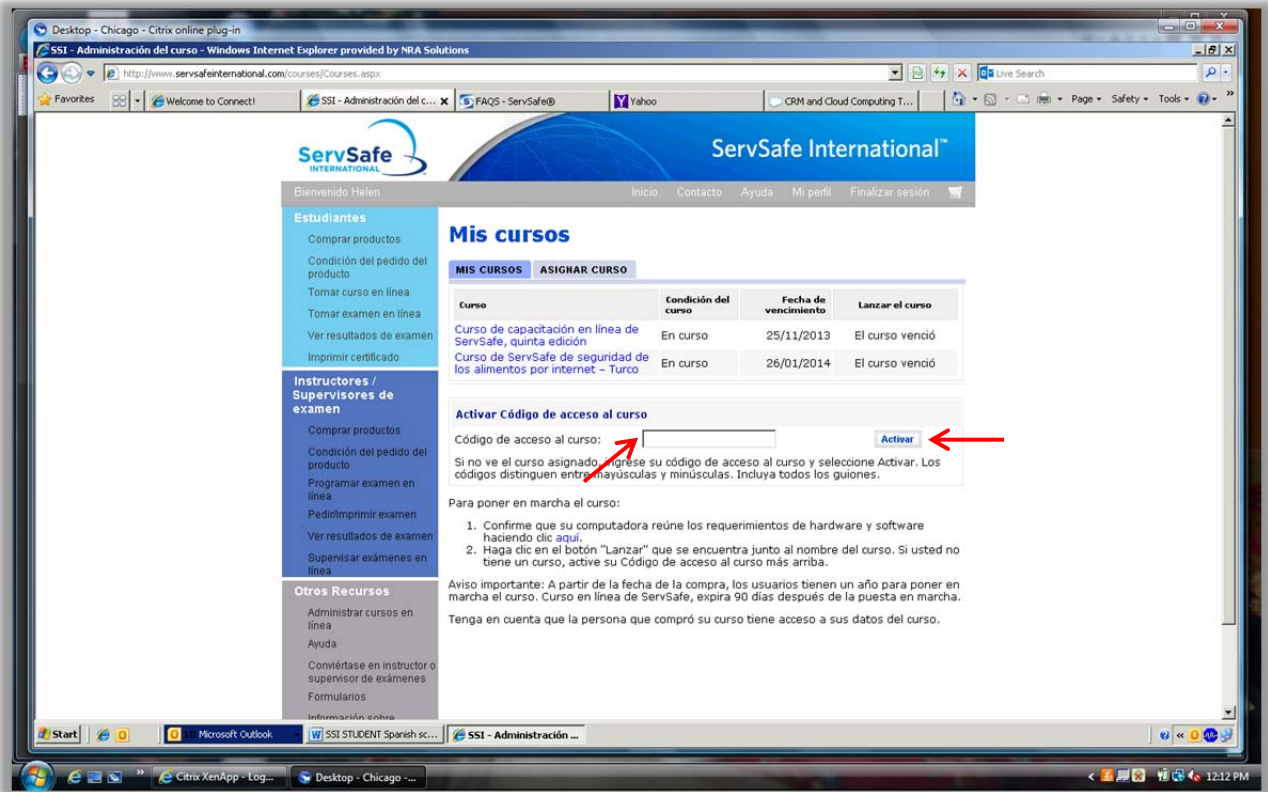 Desktop - Chicago - Citrix online plug-in
SSI - Administración del curso - Windows Internet Explorer provided by NRA Solutions
http://www.servsafeinternational.com/courses/Courses.aspx
Live Search
Favorites
Welcome to Connect!
SSI - Administración del c...
FAQS - ServSafe®
Yahoo
CRM and Cloud Computing T...
Page
Safety
Tools
ServSafe
INTERNATIONAL
ServSafe International™
Bienvenido Helen
Inicio Contacto Ayuda Mi perfil Finalizar sesión
Estudiantes
Comprar productos
Condición del pedido del
producto
Tomar curso en línea
Tomar examen en línea
Ver resultados de examen
Imprimir certificado
Instructores /
Supervisores de
examen
Comprar productos
Condición del pedido del
producto
Programar examen en
línea
Pedir/Imprimir examen
Ver resultados de examen
Supervisar exámenes en
línea
Otros Recursos
Administrar cursos en
línea
Ayuda
Conviértase en instructor o
supervisor de exámenes
Formularios
Información sobre
Mis cursos
MIS CURSOS ASIGNAR CURSO
Curso
Condición del
curso
Fecha de
vencimiento
Lanzar el curso
Curso de capacitación en línea de
ServSafe, quinta edición
En curso 25/11/2013 El curso venció
Curso de ServSafe de seguridad de
los alimentos por internet – Turco
En curso 26/01/2014 El curso venció
Activar Código de acceso al curso
Código de acceso al curso:
Activar
Si no ve el curso asignado, ingrese su código de acceso al curso y seleccione Activar. Los
códigos distinguen entre mayúsculas y minúsculas. Incluya todos los guiones.
Para poner en marcha el curso:
1. Confirme que su computadora reúne los requerimientos de hardware y software
haciendo clic aquí.
2. Haga clic en el botón "Lanzar" que se encuentra junto al nombre del curso. Si usted no
tiene un curso, active su Código de acceso al curso más arriba.
Aviso importante: A partir de la fecha de la compra, los usuarios tienen un año para poner en
marcha el curso. Curso en línea de ServSafe, expira 90 días después de la puesta en marcha.
Tenga en cuenta que la persona que compró su curso tiene acceso a sus datos del curso.
Start
10 Microsoft Outlook
SSI STUDENT Spanish sc...
SSI - Administración ...
Citrix XenApp - Log...
Desktop - Chicago -...
12:12 PM